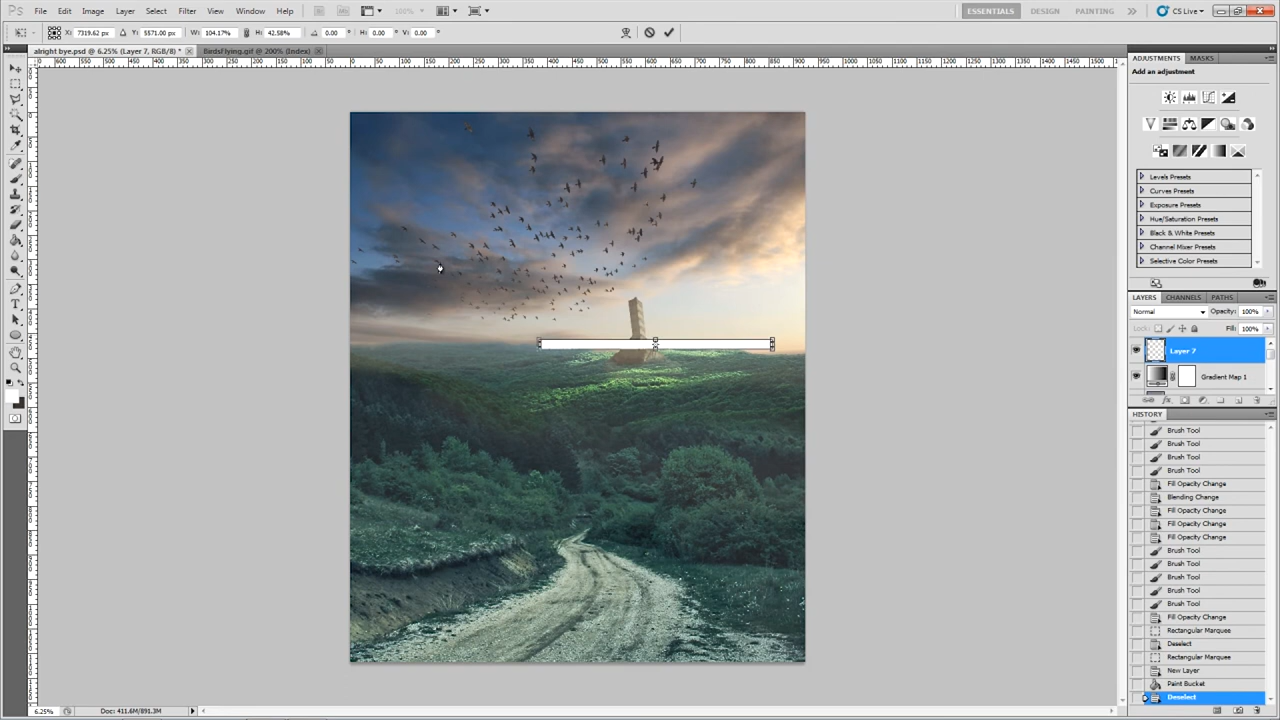 Ps File Edit Image Layer Select Filter Analysis 3D View Window Help 100% ESSENTIALS DESIGN PAINTING CS Live
X: 7319.62 px Y: 5571.00 px W: 104.17% H: 42.58% 0.00 ° H: 0.00 ° V: 0.00 °
alright bye.psd @ 6.25% (Layer 7, RGB/8) * BirdsFlying.gif @ 200% (Index)
ADJUSTMENTS MASKS
Add an adjustment
Levels Presets
Curves Presets
Exposure Presets
Hue/Saturation Presets
Black & White Presets
Channel Mixer Presets
Selective Color Presets
LAYERS CHANNELS PATHS
Normal Opacity: 100%
Lock: Fill: 100%
Layer 7
Gradient Map 1
HISTORY
Brush Tool
Brush Tool
Brush Tool
Brush Tool
Fill Opacity Change
Blending Change
Fill Opacity Change
Fill Opacity Change
Fill Opacity Change
Brush Tool
Brush Tool
Brush Tool
Brush Tool
Brush Tool
Fill Opacity Change
Rectangular Marquee
Deselect
Rectangular Marquee
New Layer
Paint Bucket
Deselect
6.25% Doc: 411.6M/891.3M